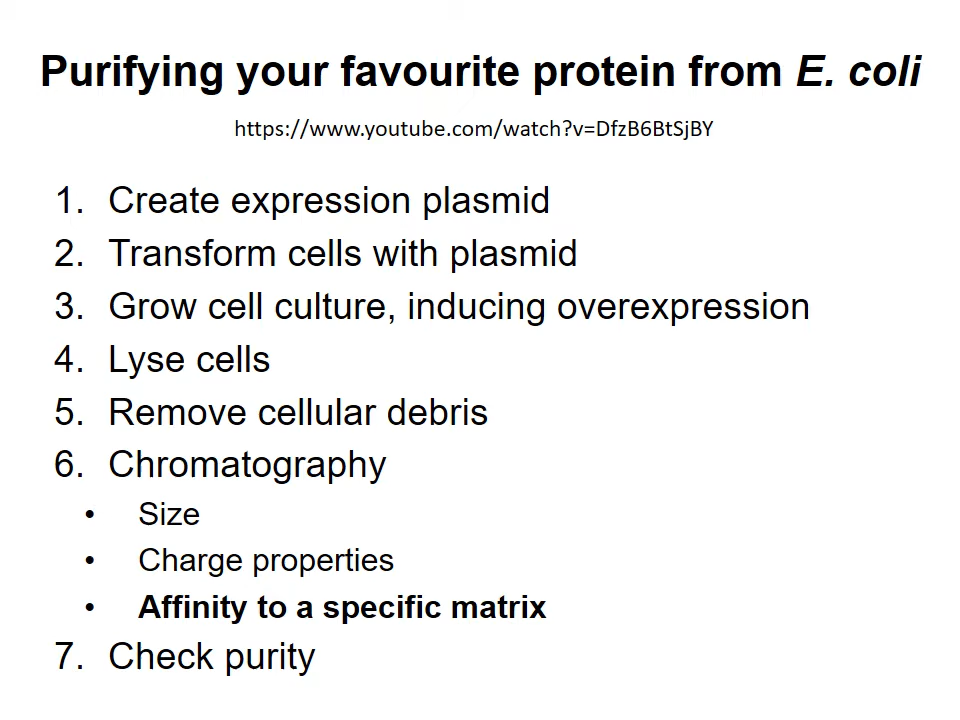 Purifying your favourite protein from E. coli
https://www.youtube.com/watch?v=DfzB6BtSjBY
1. Create expression plasmid
2. Transform cells with plasmid
3. Grow cell culture, inducing overexpression
4. Lyse cells
5. Remove cellular debris
6. Chromatography
• Size
• Charge properties
• Affinity to a specific matrix
7. Check purity